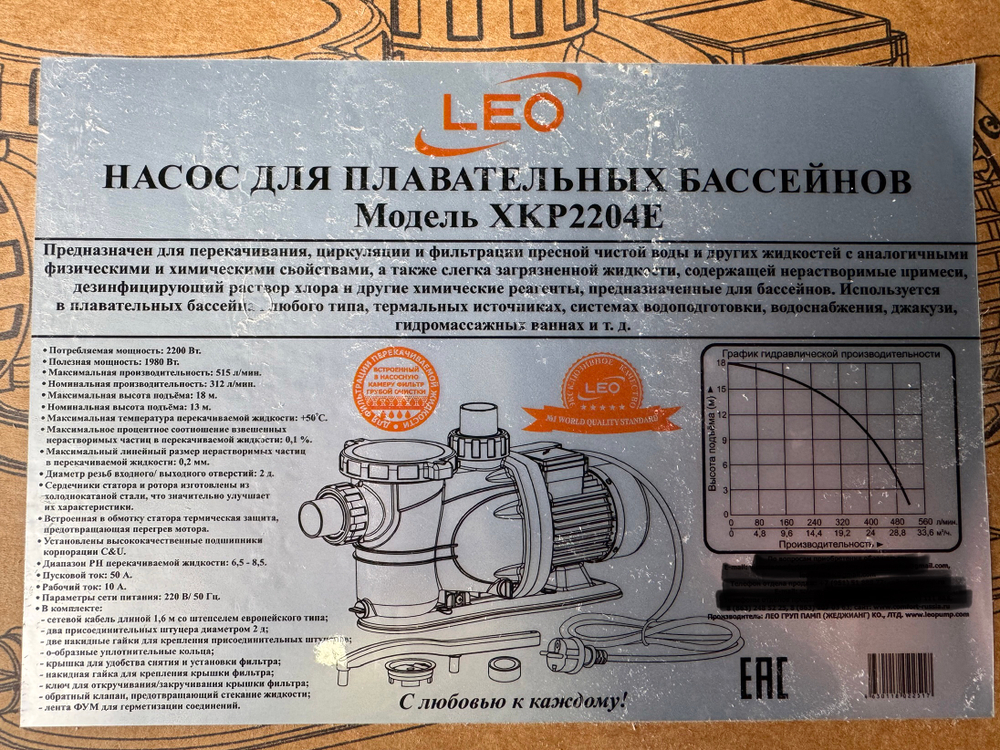 LEO
НАСОС ДЛЯ ПЛАВАТЕЛЬНЫХ БАССЕЙНОВ
Модель XKP2204E
Предназначен для перекачивания, циркуляции и фильтрации пресной чистой воды и других жидкостей с аналогичными
физическими и химическими свойствами, а также слегка загрязненной жидкости, содержащей нерастворимые примеси,
дезинфицирующий раствор хлора и другие химические реагенты, предназначенные для бассейнов. Используется
в плавательных бассейнах любого типа, термальных источниках, системах водоподготовки, водоснабжения, джакузи,
гидромассажных ваннах и т. д.
• Потребляемая мощность: 2200 Вт.
• Полезная мощность: 1980 Вт.
• Максимальная производительность: 515 л/мин.
• Номинальная производительность: 312 л/мин.
• Максимальная высота подъёма: 18 м.
• Номинальная высота подъёма: 13 м.
• Максимальная температура перекачиваемой жидкости: +50°С.
• Максимальное процентное соотношение взвешенных
нерастворимых частиц в перекачиваемой жидкости: 0,1 %.
• Максимальный линейный размер нерастворимых частиц
в перекачиваемой жидкости: 0,2 мм.
• Диаметр резьб входного/ выходного отверстий: 2 д.
• Сердечники статора и ротора изготовлены из
холоднокатаной стали, что значительно улучшает
их характеристики.
• Встроенная в обмотку статора термическая защита,
предотвращающая перегрев мотора.
• Установлены высококачественные подшипники
корпорации C&U.
• Диапазон PH перекачиваемой жидкости: 6,5 - 8,5.
• Пусковой ток: 50 А.
• Рабочий ток: 10 А.
• Параметры сети питания: 220 В/ 50 Гц.
• В комплекте:
- сетевой кабель длиной 1,6 м со штепселем европейского типа;
- два присоединительных штуцера диаметром 2 д;
- две накидные гайки для крепления присоединительных штуцеров;
- о-образные уплотнительные кольца;
- крышка для удобства снятия и установки фильтра;
- накидная гайка для крепления крышки фильтра;
- ключ для откручивания/закручивания крышки фильтра;
- обратный клапан, предотвращающий стекание жидкости;
- лента ФУМ для герметизации соединений.
ДЛЯ ФИЛЬТРАЦИИ ПЕРЕКАЧИВАЕМОЙ ЖИДКОСТИ
ВСТРОЕННЫЙ
В НАСОСНУЮ
КАМЕРУ ФИЛЬТР
ГРУБОЙ ОЧИСТКИ
БЕЗУПРЕЧНОЕ КАЧЕСТВО
LEO
№1 WORLD QUALITY STANDARD
График гидравлической производительности
Высота подъёма (м) ►
18
15
12
9
6
3
0
0 80 160 240 320 400 480 560 л/мин.
0 4,8 9,6 14,4 19,2 24 28,8 33,6 м³/ч.
Производительность ►
Производитель: ЛЕО ГРУП ПАМП (ЖЕДЖИАНГ) КО., ЛТД. www.leopump.com
EAC
С любовью к каждому!